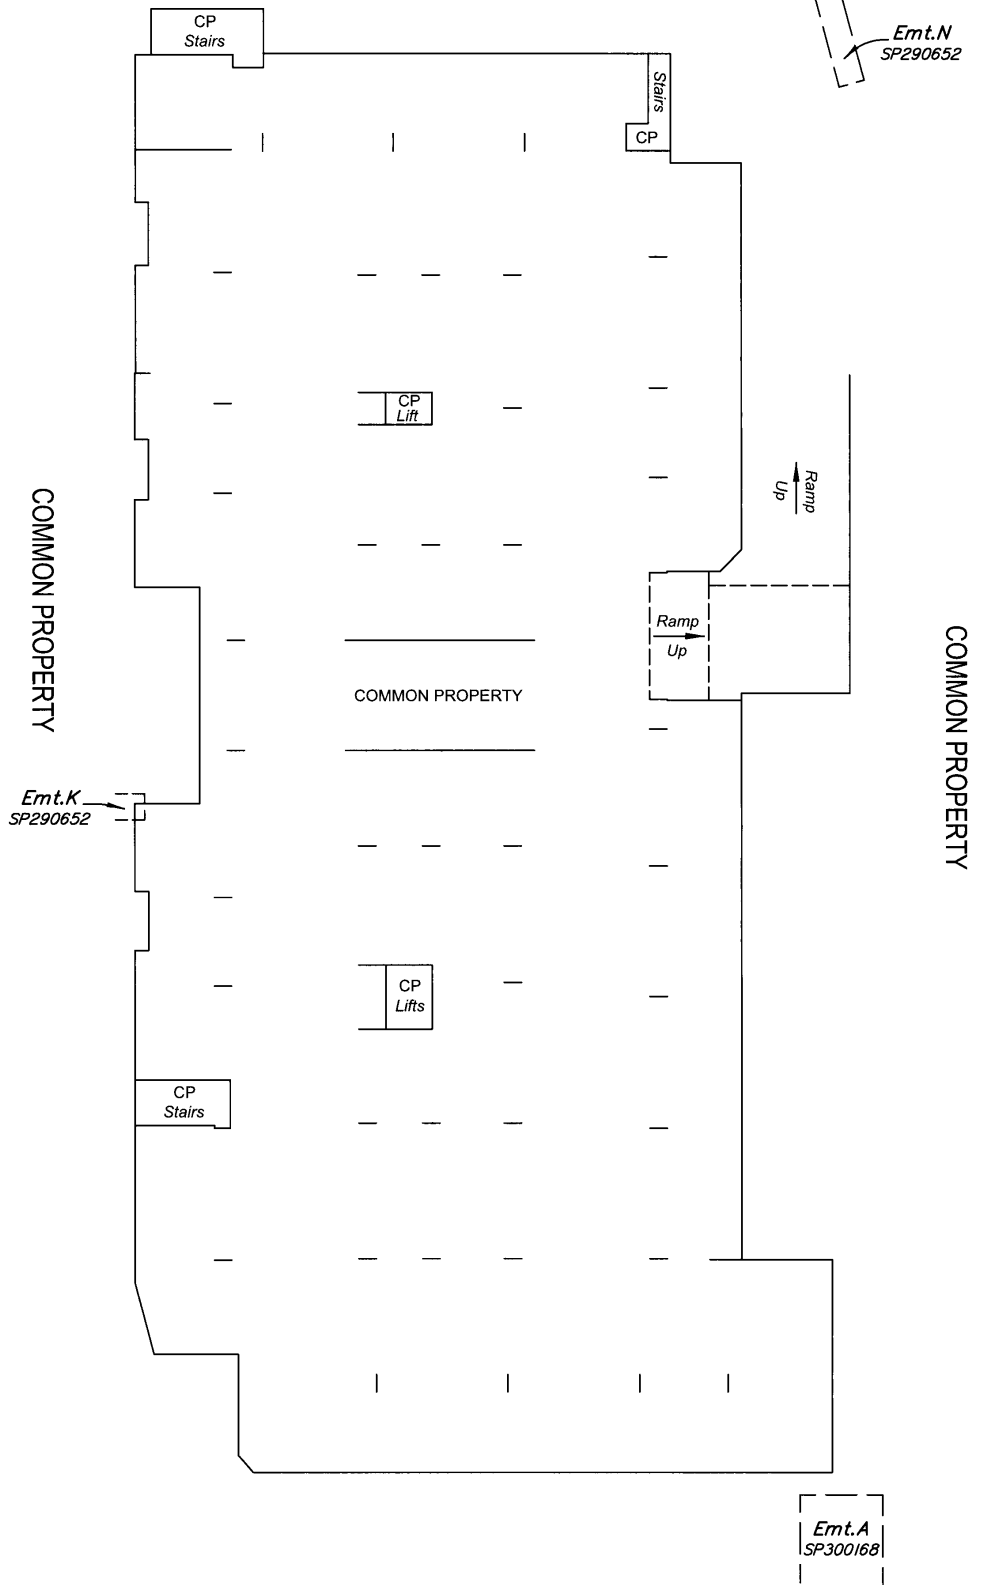 CP
Stairs
Emt.N
SP290652
Stairs
CP
CP
Lift
Ramp
Up
COMMON PROPERTY
Ramp
Up
COMMON PROPERTY
COMMON PROPERTY
Emt.K
SP290652
CP
Lifts
CP
Stairs
Emt.A
SP300168